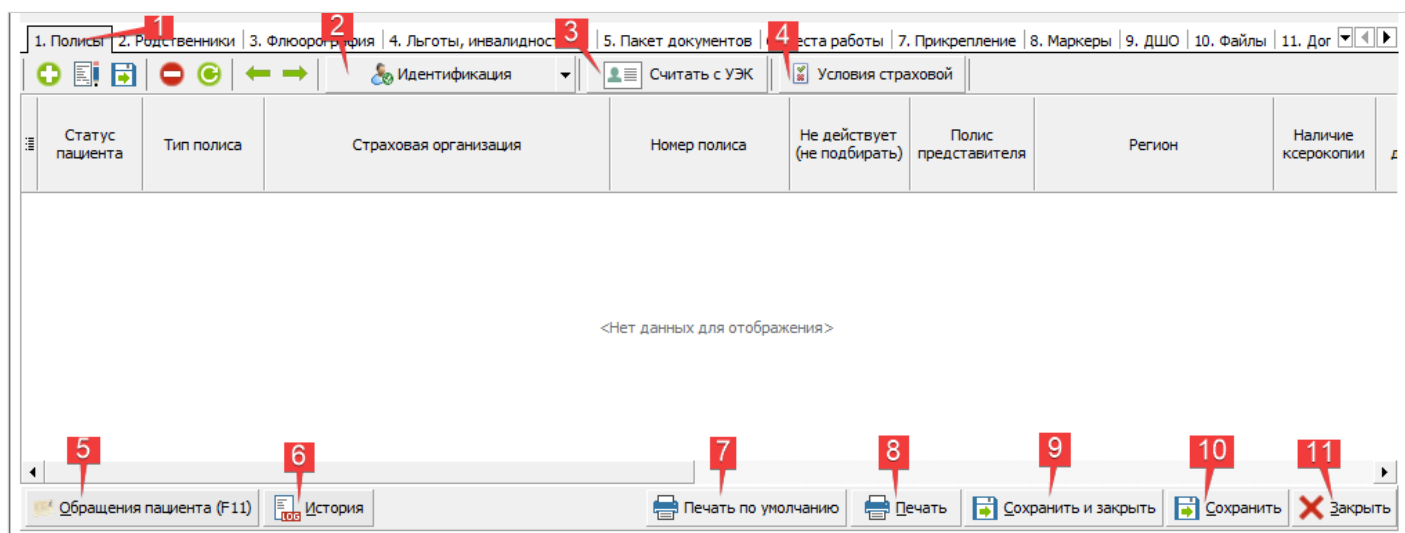 1 2 3 4
1. Полисы 2. Родственники 3. Флюорография 4. Льготы, 5. Пакет документов работы 7. Прикрепление 8. Маркеры 9. ДШО 10. Файлы 11. Дог
Идентификация Считать с УЭК Условия страховой
Статус пациента Тип полиса Страховая организация Номер полиса Не действует (не подбирать) Полис представителя Регион Наличие ксерокопии
<Нет данных для отображения>
5 6 7 8 9 10 11
Обращения пациента (F11) LOG История Печать по умолчанию Печать Сохранить и закрыть Сохранить Закрыть